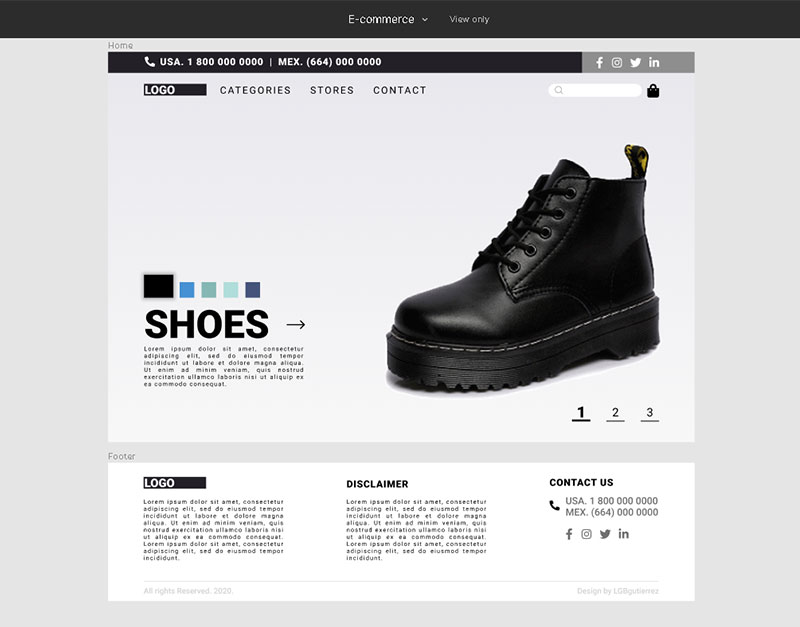 E-commerce
View only
Home
USA. 1 800 000 0000 | MEX. (664) 000 0000
LOGO
CATEGORIES
STORES
CONTACT
SHOES
Lorem ipsum dolor sit amet, consectetur
adipiscing elit, sed do eiusmod tempor
incididunt ut labore et dolore magna aliqua.
Ut enim ad minim veniam, quis nostrud
exercitation ullamco laboris nisi ut aliquip ex
ea commodo consequat.
1
2
3
Footer
LOGO
Lorem ipsum dolor sit amet, consectetur
adipiscing elit, sed do eiusmod tempor
incididunt ut labore et dolore magna
aliqua. Ut enim ad minim veniam, quis
nostrud exercitation ullamco laboris nisi
ut aliquip ex ea commodo consequat.
Lorem ipsum dolor sit amet, consectetur
adipiscing elit, sed do eiusmod tempor
incididunt.
DISCLAIMER
Lorem ipsum dolor sit amet, consectetur
adipiscing elit, sed do eiusmod tempor
incididunt ut labore et dolore magna
aliqua. Ut enim ad minim veniam, quis
nostrud exercitation ullamco laboris nisi
ut aliquip ex ea commodo consequat.
Lorem ipsum dolor sit amet, consectetur
adipiscing elit, sed do eiusmod tempor
incididunt.
CONTACT US
USA. 1 800 000 0000
MEX. (664) 000 0000
All rights Reserved. 2020.
Design by LGBgutierrez